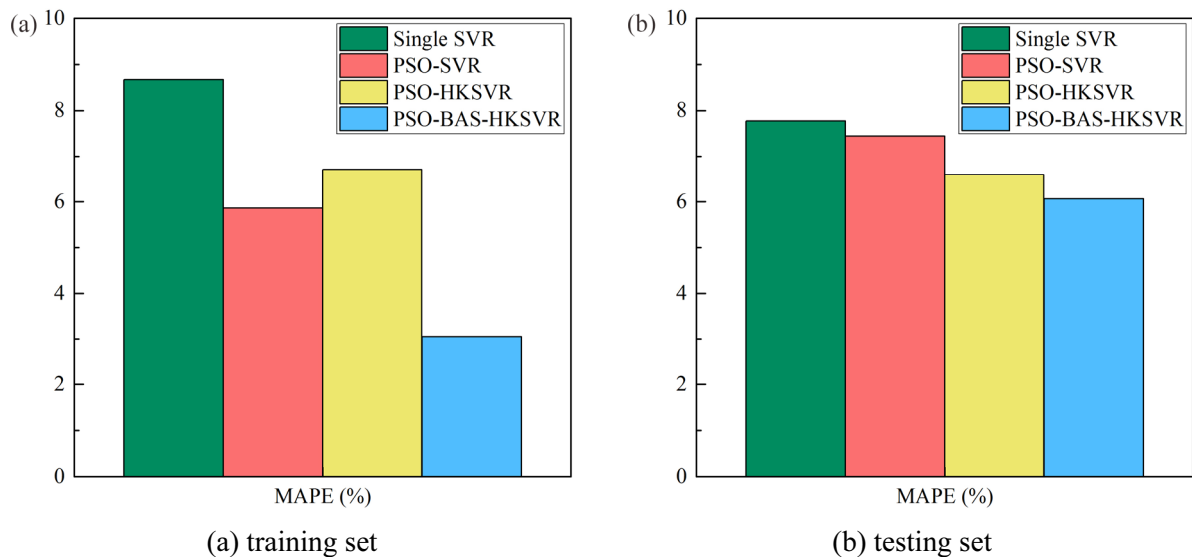 (a)
10
8
6
4
2
0
Single SVR
PSO-SVR
PSO-HKSVR
PSO-BAS-HKSVR
MAPE (%)
(a) training set
(b)
10
8
6
4
2
0
Single SVR
PSO-SVR
PSO-HKSVR
PSO-BAS-HKSVR
MAPE (%)
(b) testing set